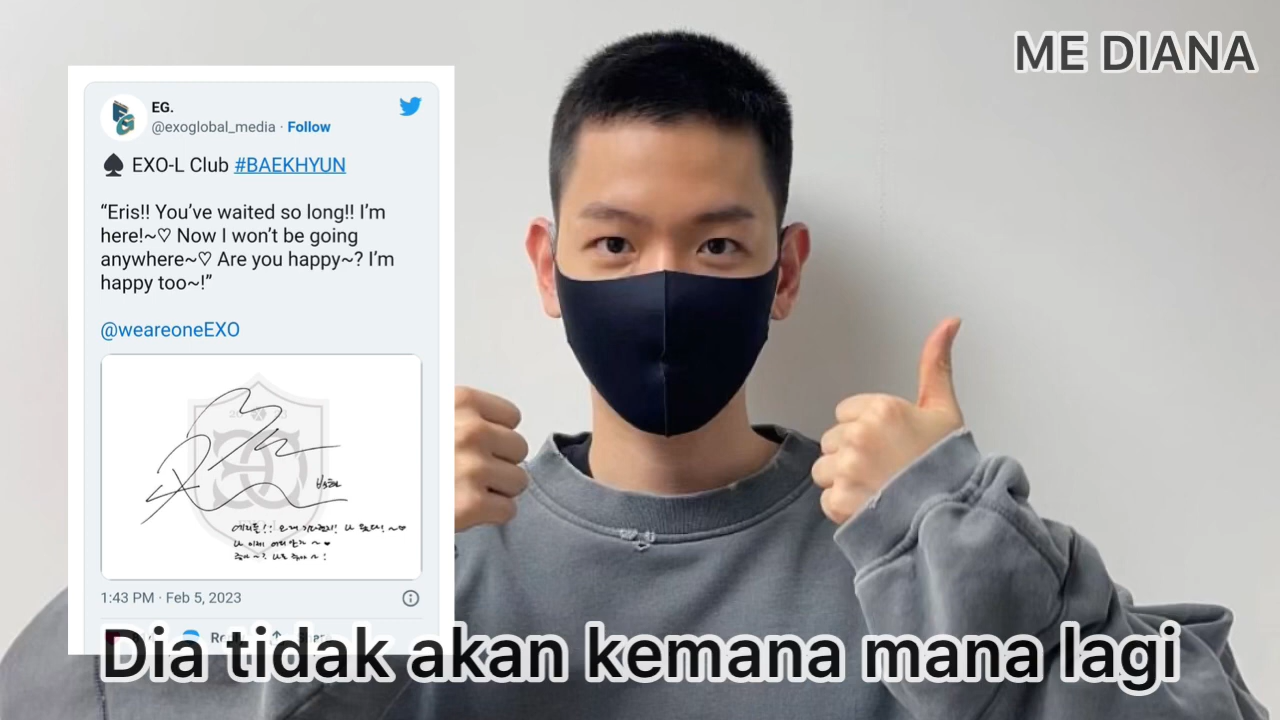 ME DIANA
EG.
@exoglobal_media · Follow
♠ EXO-L Club #BAEKHYUN
“Eris!! You’ve waited so long!! I’m
here!~♡ Now I won’t be going
anywhere~♡ Are you happy~? I’m
happy too~!”
@weareoneEXO
1:43 PM · Feb 5, 2023
Dia tidak akan kemana mana lagi